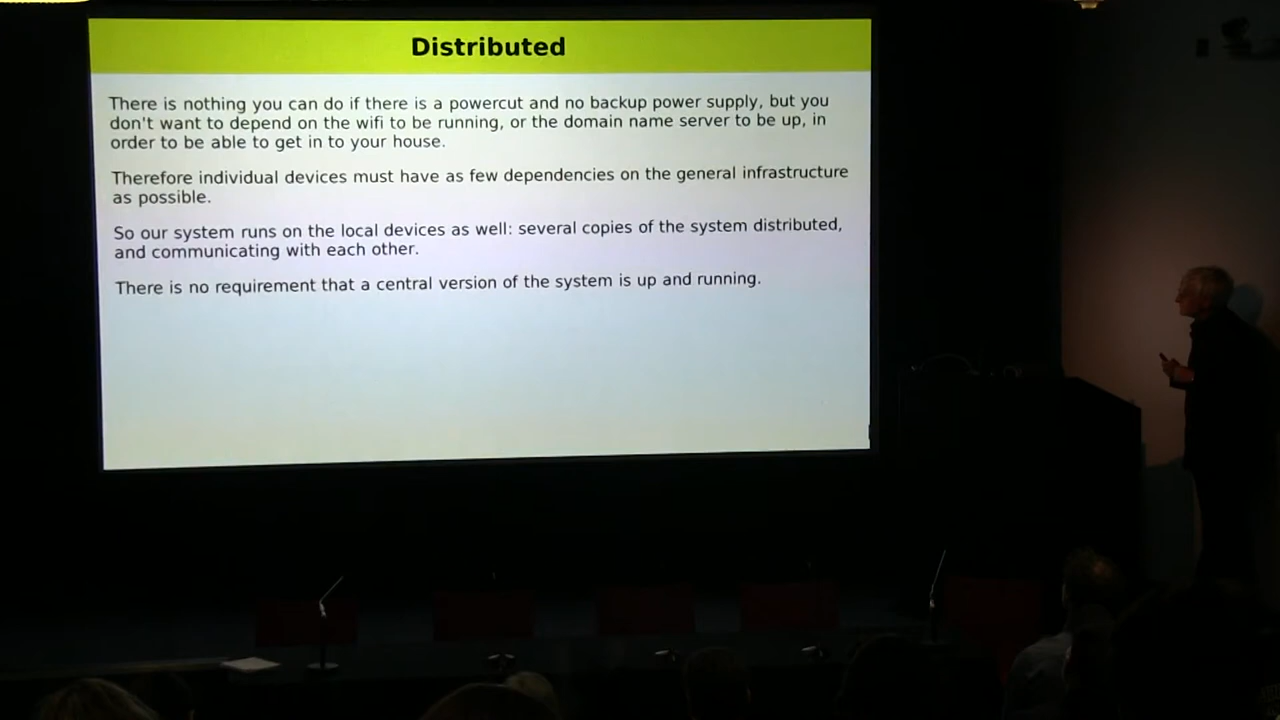 Distributed
There is nothing you can do if there is a powercut and no backup power supply, but you
don't want to depend on the wifi to be running, or the domain name server to be up, in
order to be able to get in to your house.
Therefore individual devices must have as few dependencies on the general infrastructure
as possible.
So our system runs on the local devices as well: several copies of the system distributed,
and communicating with each other.
There is no requirement that a central version of the system is up and running.